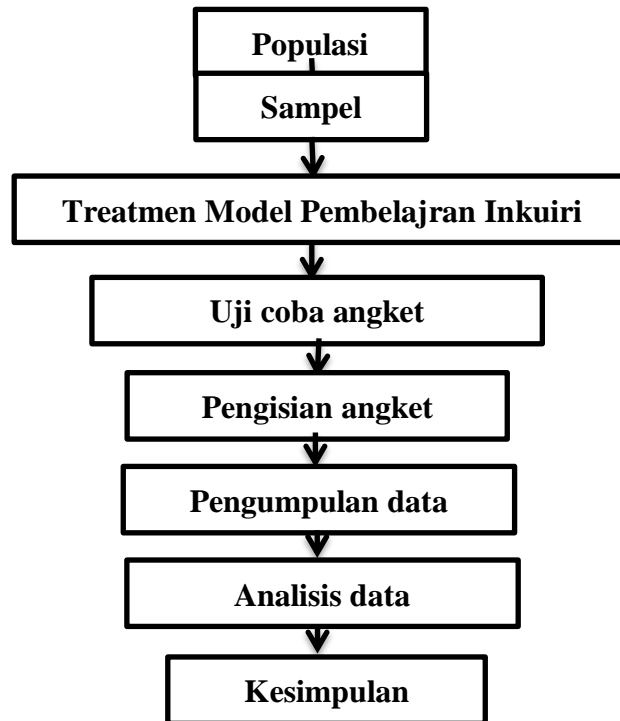 Populasi
Sampel
Treatmen Model Pembelajran Inkuiri
Uji coba angket
Pengisian angket
Pengumpulan data
Analisis data
Kesimpulan